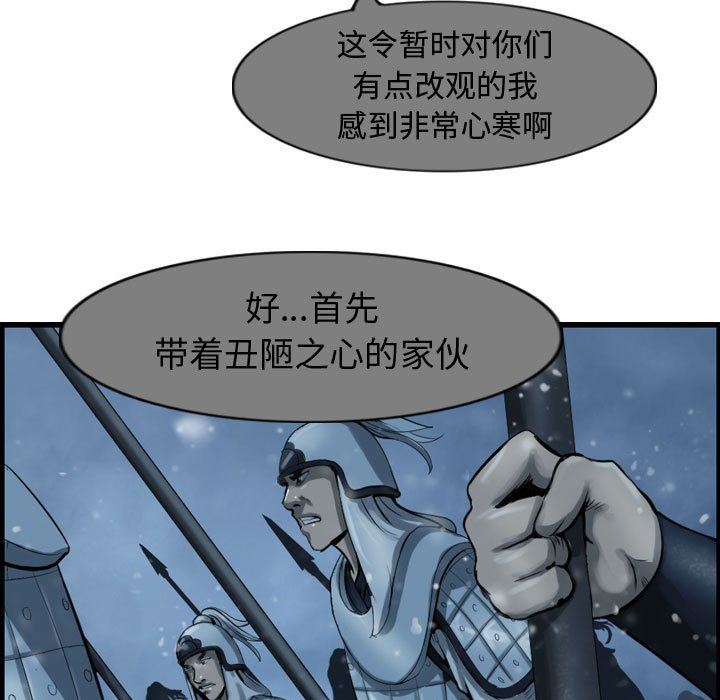 这令暂时对你们
有点改观的我
感到非常心寒啊
好...首先
带着丑陋之心的家伙